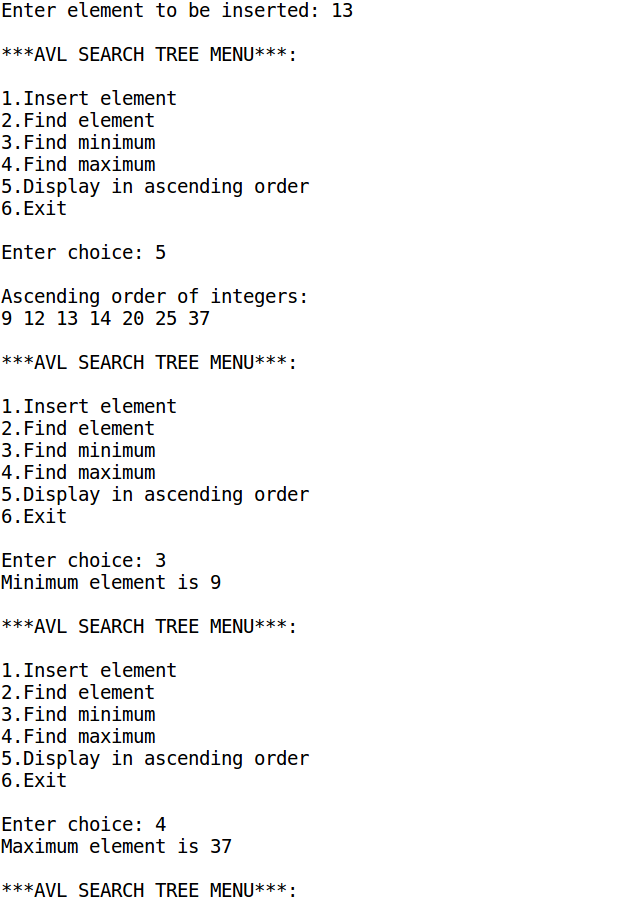 Enter element to be inserted: 13
***AVL SEARCH TREE MENU***:
1.Insert element
2.Find element
3.Find minimum
4.Find maximum
5.Display in ascending order
6.Exit
Enter choice: 5
Ascending order of integers:
9 12 13 14 20 25 37
***AVL SEARCH TREE MENU***:
1.Insert element
2.Find element
3.Find minimum
4.Find maximum
5.Display in ascending order
6.Exit
Enter choice: 3
Minimum element is 9
***AVL SEARCH TREE MENU***:
1.Insert element
2.Find element
3.Find minimum
4.Find maximum
5.Display in ascending order
6.Exit
Enter choice: 4
Maximum element is 37
***AVL SEARCH TREE MENU***: